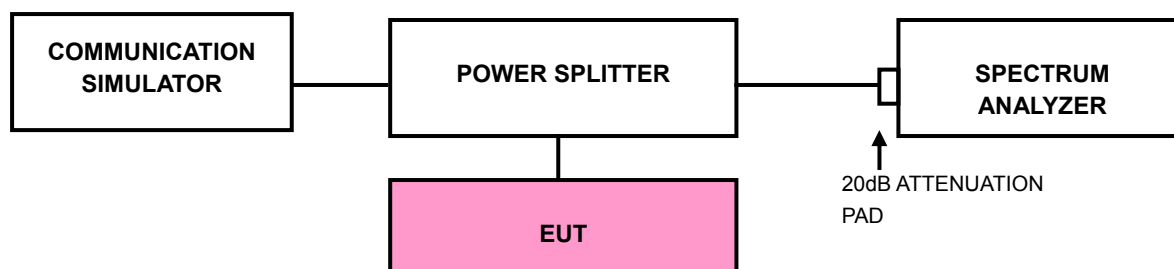 COMMUNICATION
SIMULATOR
POWER SPLITTER
SPECTRUM
ANALYZER
20dB ATTENUATION
PAD
EUT